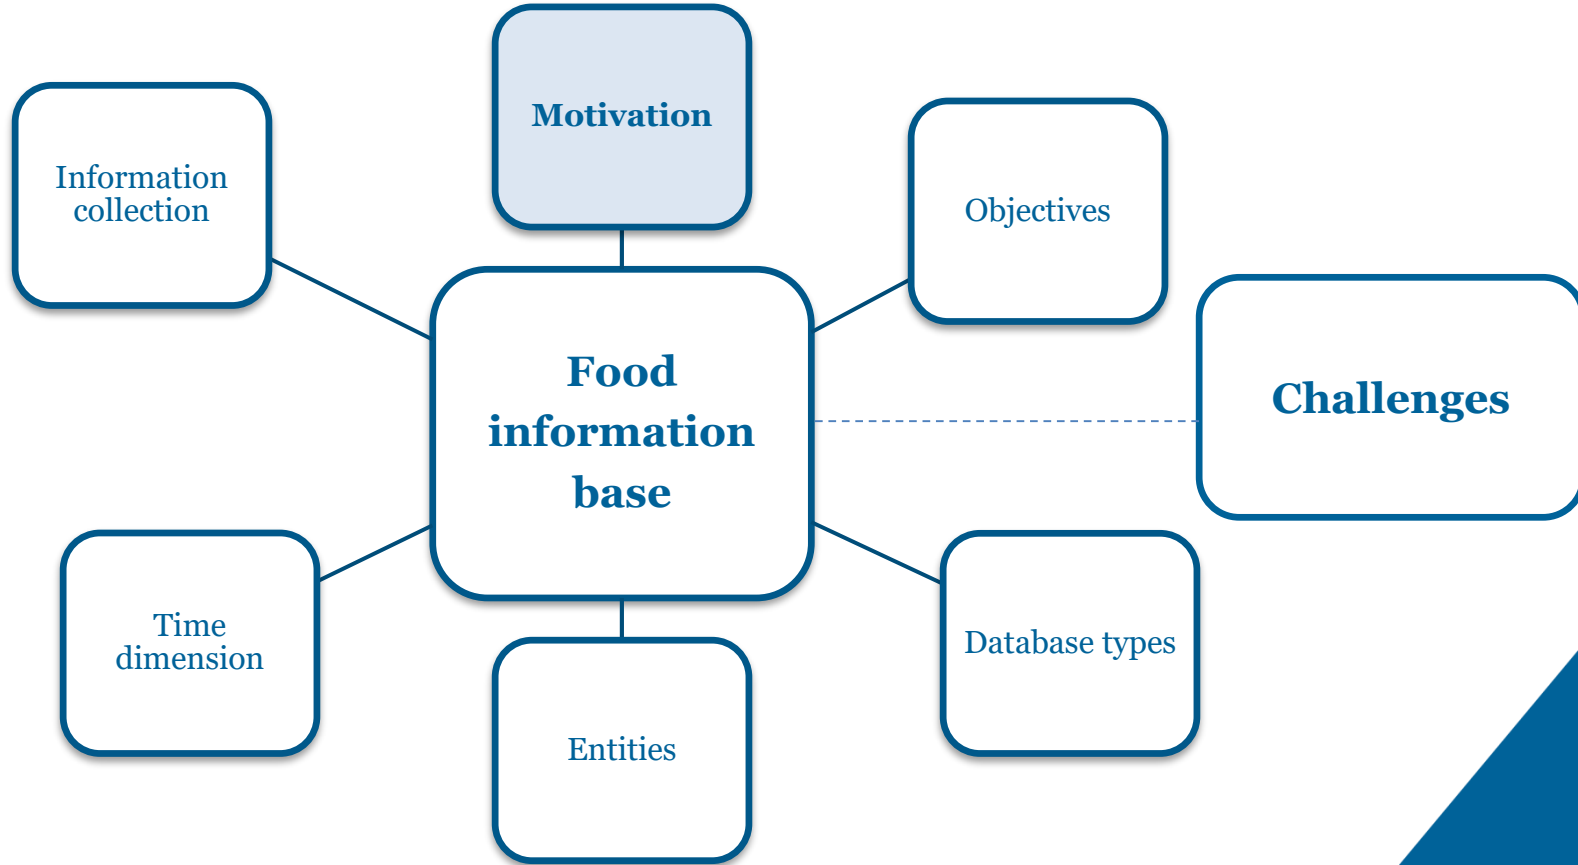 Motivation
Information
collection
Objectives
Food
information
base
Challenges
Time
dimension
Database types
Entities